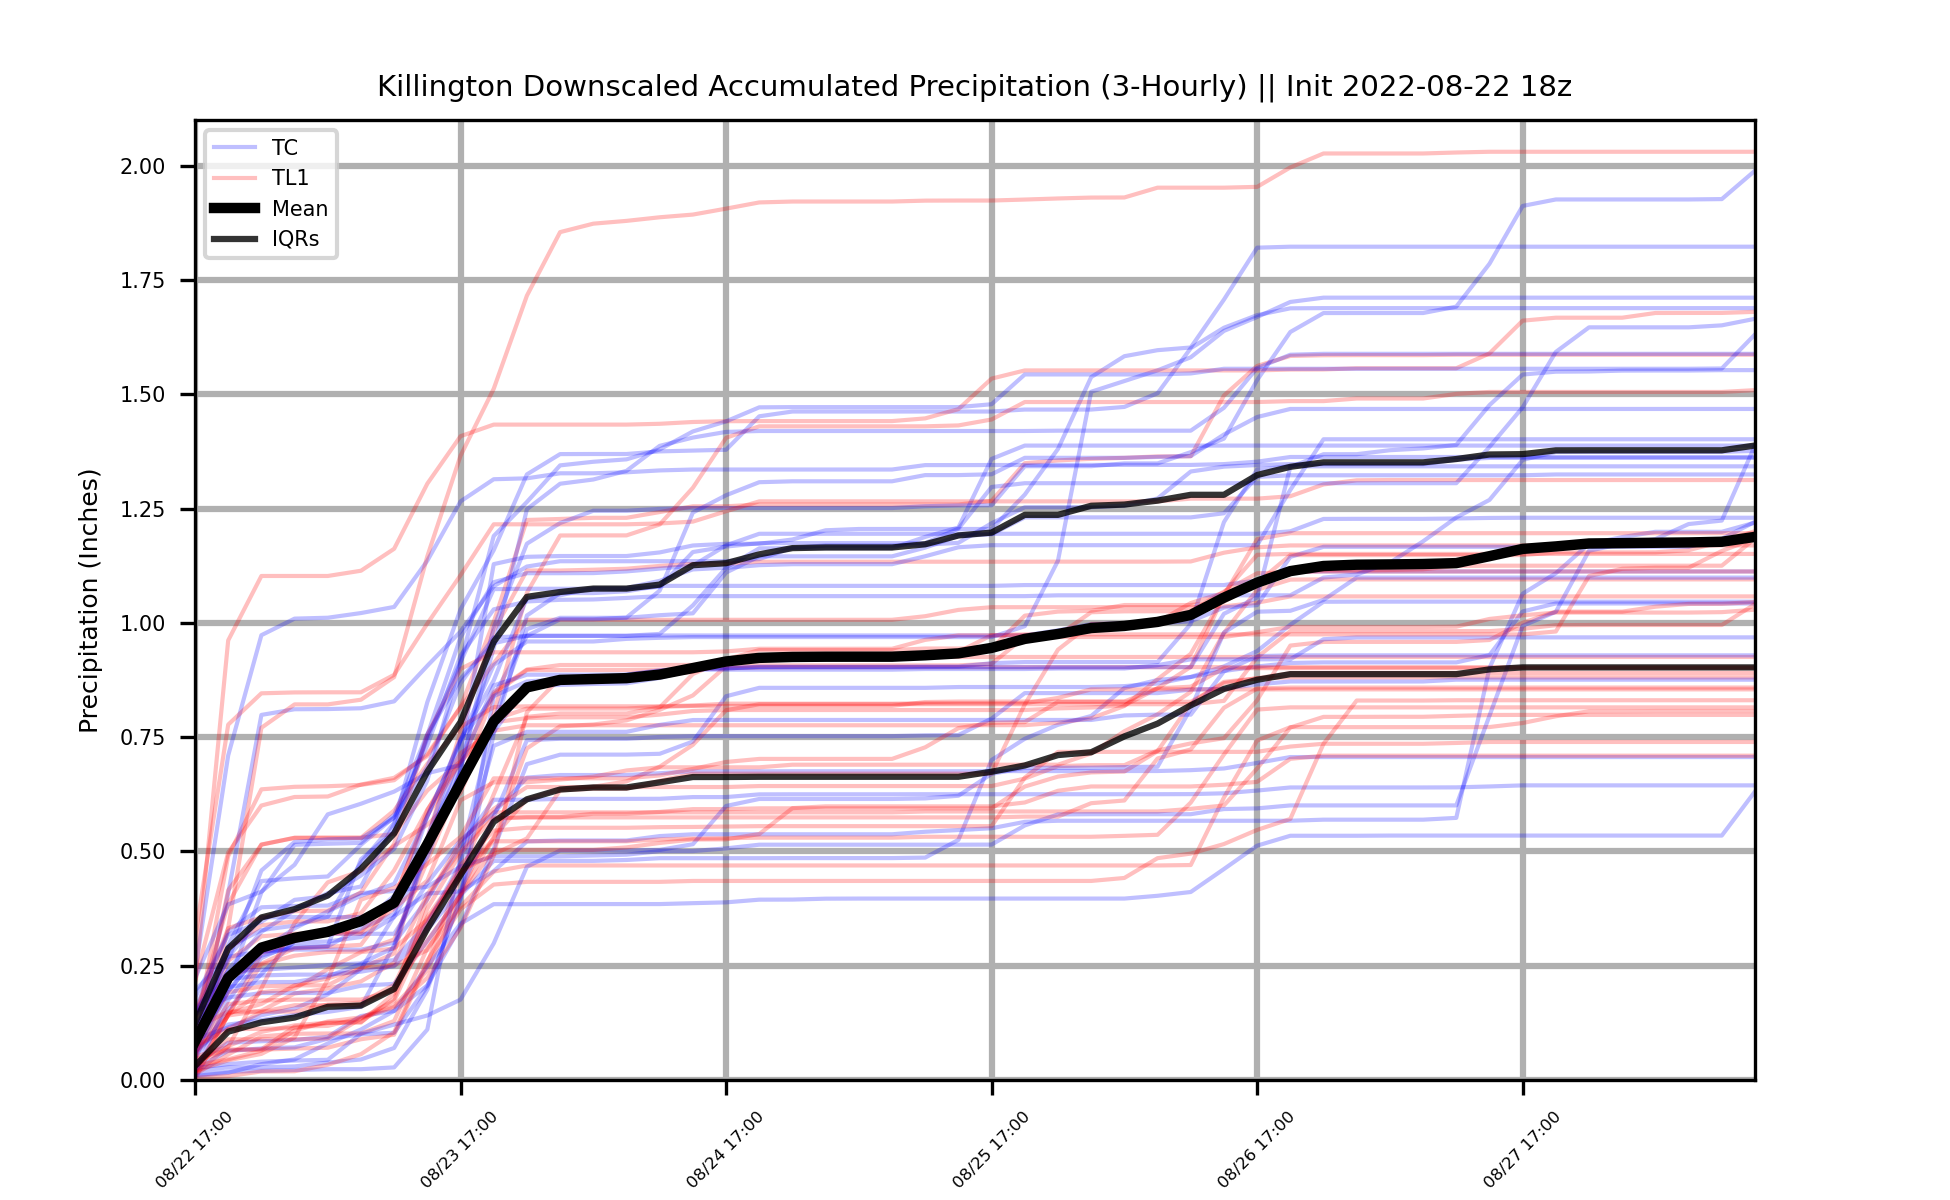 Killington Downscaled Accumulated Precipitation (3-Hourly) || Init 2022-08-22 18z
TC
TL1
Mean
IQRs
Precipitation (Inches)
2.00
1.75
1.50
1.25
1.00
0.75
0.50
0.25
0.00
08/22 17:00
08/23 17:00
08/24 17:00
08/25 17:00
08/26 17:00
08/27 17:00